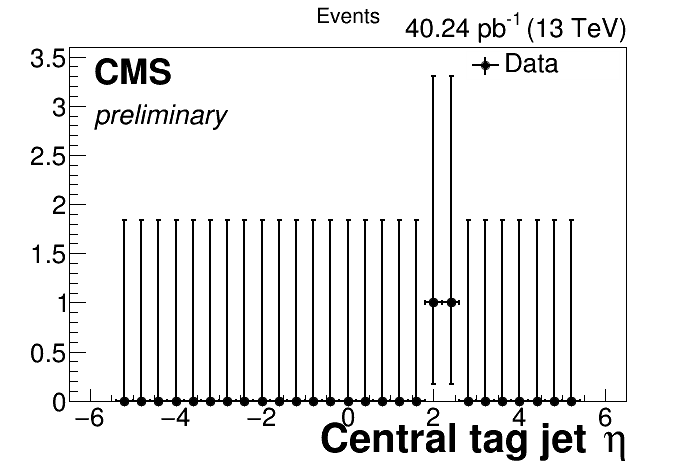 Events
40.24 pb-1 (13 TeV)
CMS
preliminary
Data
3.5
3
2.5
2
1.5
1
0.5
0
−6 −4 −2 0 2 4 6
Central tag jet η